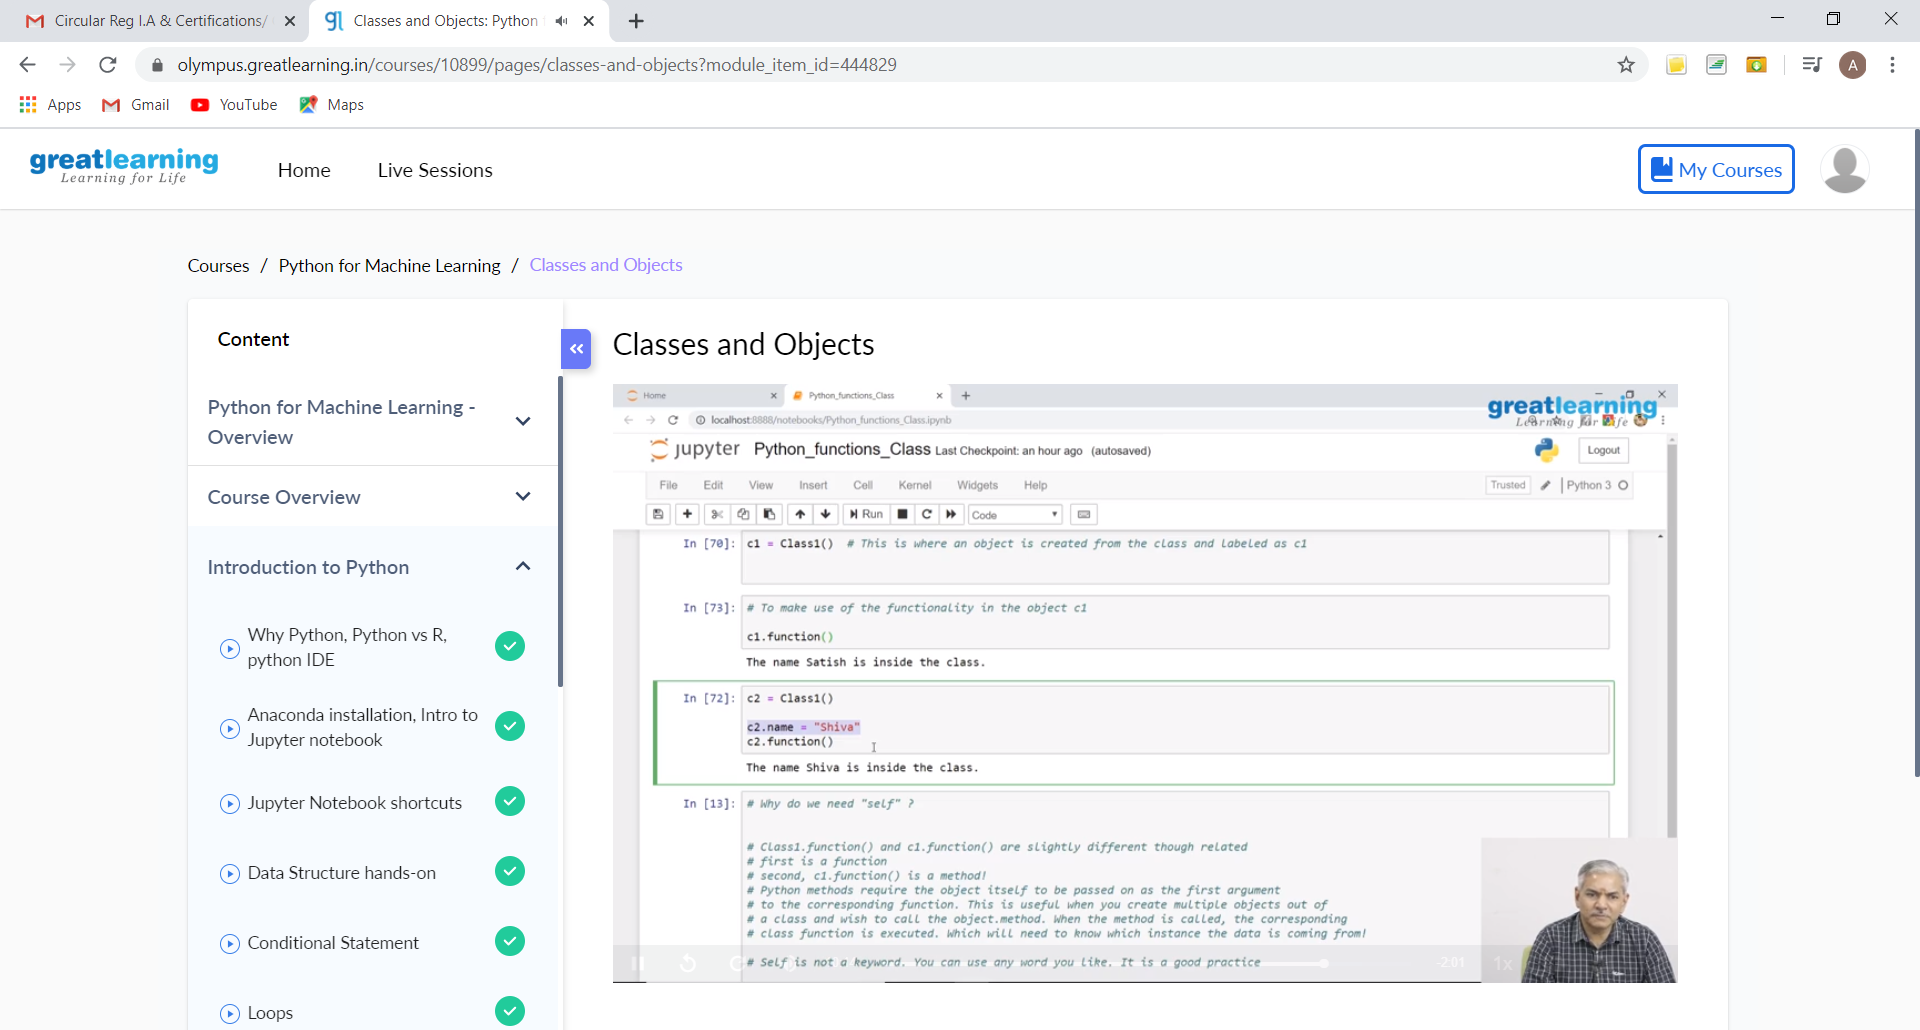 Circular Reg I.A & Certifications/
Classes and Objects: Python
olympus.greatlearning.in/courses/10899/pages/classes-and-objects?module_item_id=444829
A
Apps
Gmail
YouTube
Maps
greatlearning
Learning for Life
Home
Live Sessions
My Courses
Courses / Python for Machine Learning / Classes and Objects
Content
Python for Machine Learning -
Overview
Course Overview
Introduction to Python
Why Python, Python vs R,
python IDE
Anaconda installation, Intro to
Jupyter notebook
Jupyter Notebook shortcuts
Data Structure hands-on
Conditional Statement
Loops
Classes and Objects
Home
Python_functions_Class
localhost:8888/notebooks/Python_functions_Class.ipynb
greatlearning
Learning for Life
jupyter Python_functions_Class Last Checkpoint: an hour ago (autosaved)
Logout
File Edit View Insert Cell Kernel Widgets Help
Trusted
Python 3
Run
Code
In [70]: c1 = Class1() # This is where an object is created from the class and labeled as c1
In [73]: # To make use of the functionality in the object c1
c1.function()
The name Satish is inside the class.
In [72]: c2 = Class1()
c2.name = "Shiva"
c2.function()
The name Shiva is inside the class.
In [13]: # Why do we need "self" ?
# Class1.function() and c1.function() are slightly different though related
# first is a function
# second, c1.function() is a method!
# Python methods require the object itself to be passed on as the first argument
# to the corresponding function. This is useful when you create multiple objects out of
# a class and wish to call the object.method. When the method is called, the corresponding
# class function is executed. Which will need to know which instance the data is coming from!
# Self is not a keyword. You can use any word you like. It is a good practice
-2:01
1x